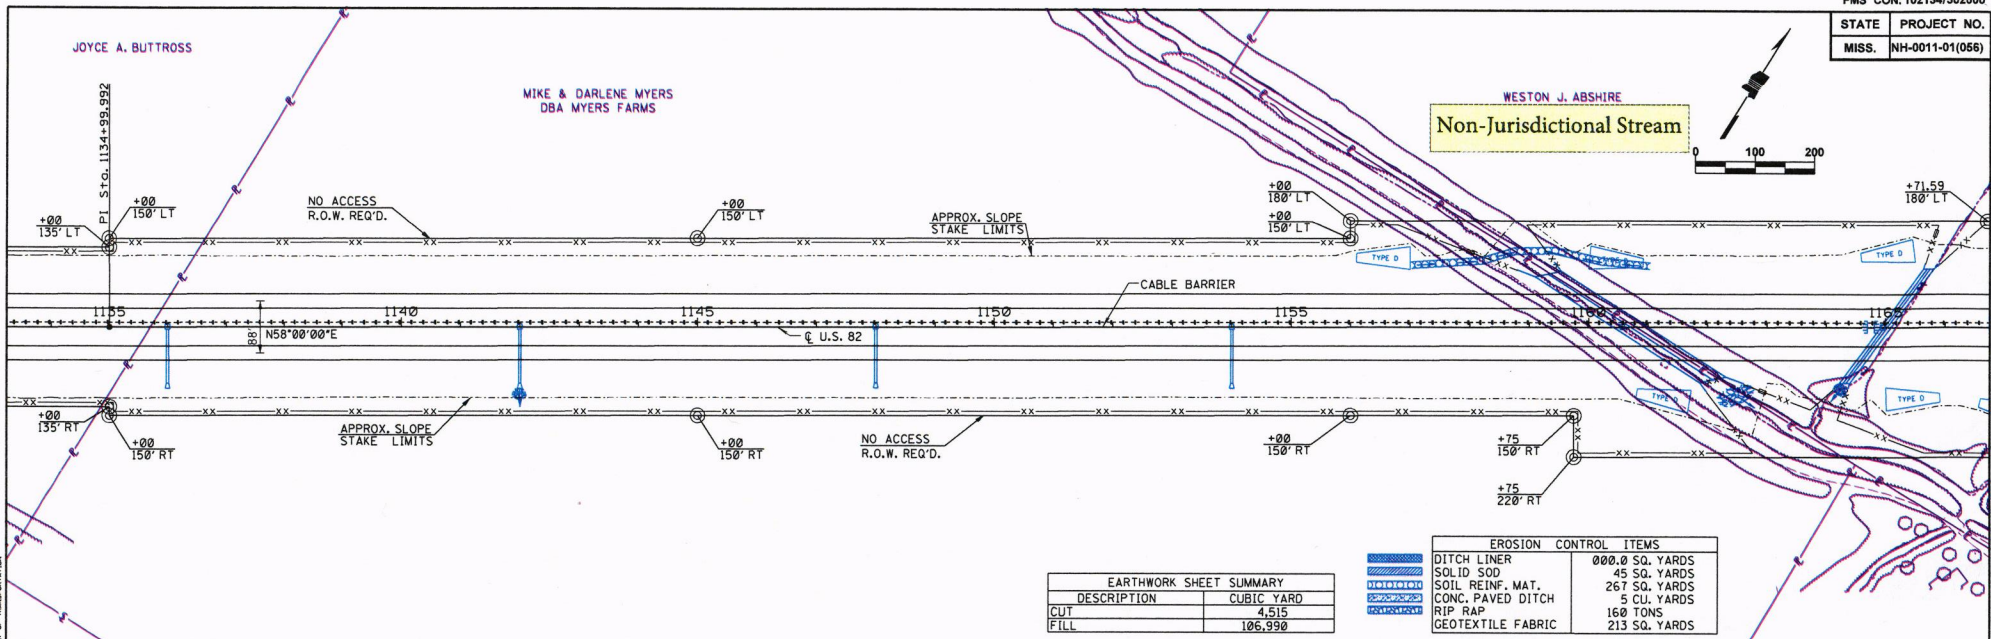 STATE PROJECT NO.
MISS. NH-0011-01(056)
JOYCE A. BUTTROSS
MIKE & DARLENE MYERS
DBA MYERS FARMS
WESTON J. ABSHIRE
Non-Jurisdictional Stream
0 100 200
PI Sta. 1134+99.992
+00
135' LT
+00
150' LT
NO ACCESS
R.O.W. REQ'D.
+00
150' LT
APPROX. SLOPE
STAKE LIMITS
+00
180' LT
+00
150' LT
+71.59
180' LT
TYPE D
TYPE D
CABLE BARRIER
1135 1140 1145 1150 1155 1160 1165
88'
N58°00'00"E
℄ U.S. 82
+00
135' RT
+00
150' RT
APPROX. SLOPE
STAKE LIMITS
+00
150' RT
NO ACCESS
R.O.W. REQ'D.
+00
150' RT
+75
150' RT
+75
220' RT
TYPE D
TYPE D
EARTHWORK SHEET SUMMARY
DESCRIPTION CUBIC YARD
CUT 4,515
FILL 106,990
EROSION CONTROL ITEMS
DITCH LINER 000.0 SQ. YARDS
SOLID SOD 45 SQ. YARDS
SOIL REINF. MAT. 267 SQ. YARDS
CONC. PAVED DITCH 5 CU. YARDS
RIP RAP 160 TONS
GEOTEXTILE FABRIC 213 SQ. YARDS